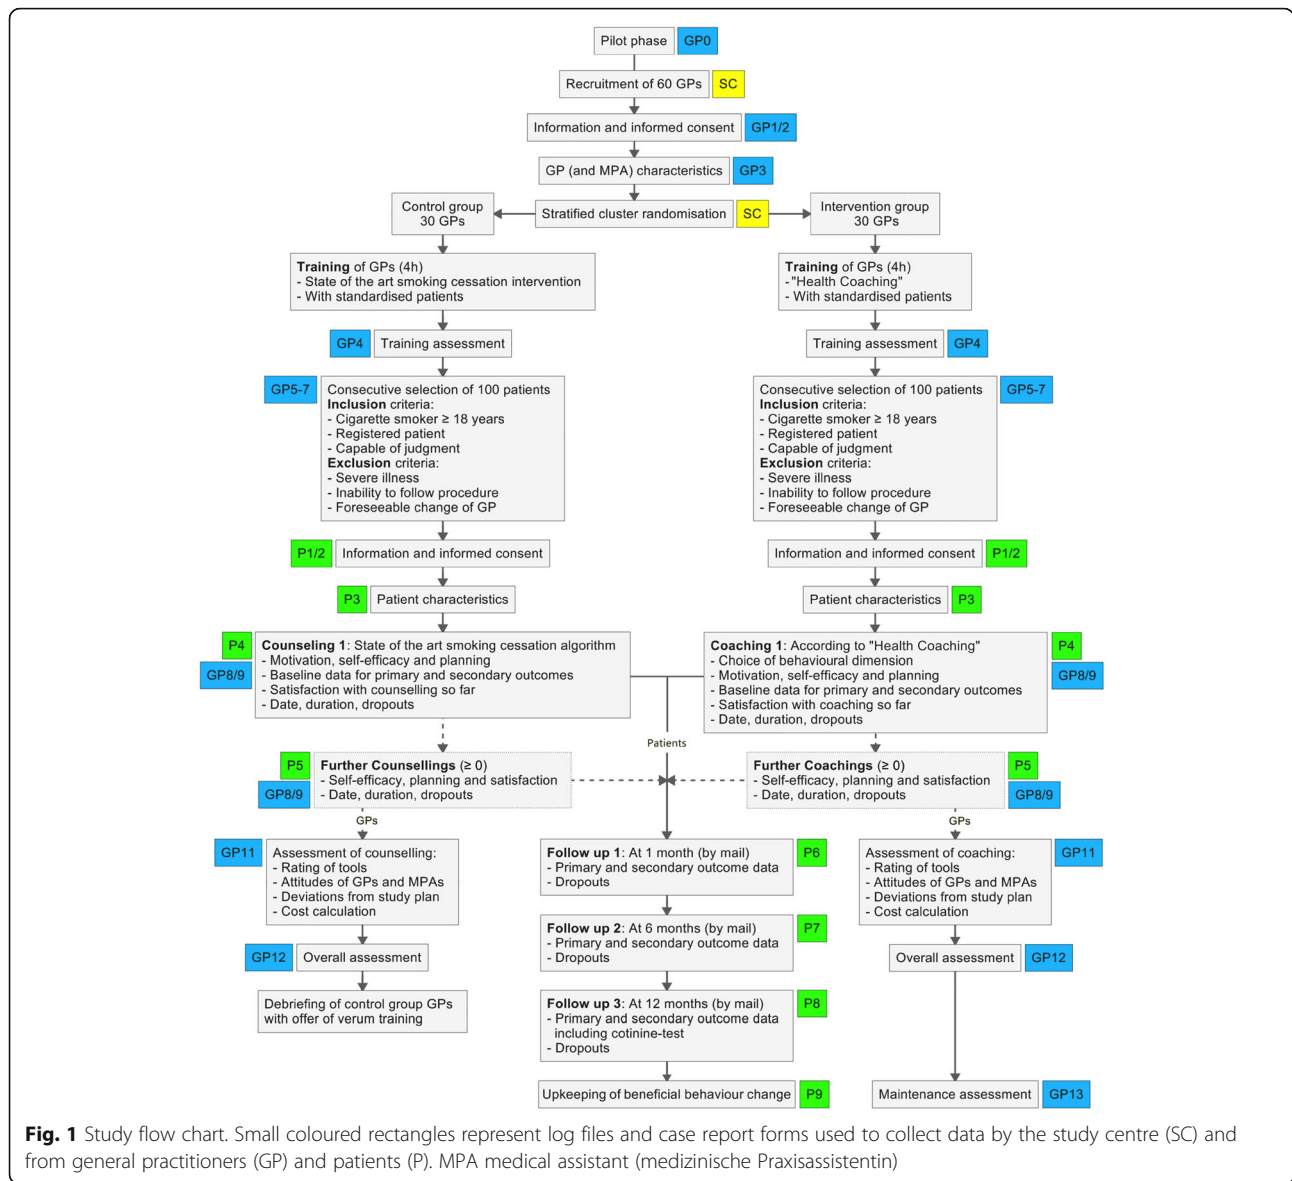 Pilot phase
GP0
Recruitment of 60 GPs
SC
Information and informed consent
GP1/2
GP (and MPA) characteristics
GP3
Control group
30 GPs
Stratified cluster randomisation
SC
Intervention group
30 GPs
Training of GPs (4h)
- State of the art smoking cessation intervention
- With standardised patients
Training of GPs (4h)
- "Health Coaching"
- With standardised patients
GP4
Training assessment
Training assessment
GP4
GP5-7
Consecutive selection of 100 patients
Inclusion criteria:
- Cigarette smoker ≥ 18 years
- Registered patient
- Capable of judgment
Exclusion criteria:
- Severe illness
- Inability to follow procedure
- Foreseeable change of GP
Consecutive selection of 100 patients
Inclusion criteria:
- Cigarette smoker ≥ 18 years
- Registered patient
- Capable of judgment
Exclusion criteria:
- Severe illness
- Inability to follow procedure
- Foreseeable change of GP
GP5-7
P1/2
Information and informed consent
Information and informed consent
P1/2
P3
Patient characteristics
Patient characteristics
P3
P4
GP8/9
Counseling 1: State of the art smoking cessation algorithm
- Motivation, self-efficacy and planning
- Baseline data for primary and secondary outcomes
- Satisfaction with counselling so far
- Date, duration, dropouts
Coaching 1: According to "Health Coaching"
- Choice of behavioural dimension
- Motivation, self-efficacy and planning
- Baseline data for primary and secondary outcomes
- Satisfaction with coaching so far
- Date, duration, dropouts
P4
GP8/9
Patients
P5
GP8/9
Further Counsellings (≥ 0)
- Self-efficacy, planning and satisfaction
- Date, duration, dropouts
Further Coachings (≥ 0)
- Self-efficacy, planning and satisfaction
- Date, duration, dropouts
P5
GP8/9
GPs
GPs
GP11
Assessment of counselling:
- Rating of tools
- Attitudes of GPs and MPAs
- Deviations from study plan
- Cost calculation
Follow up 1: At 1 month (by mail)
- Primary and secondary outcome data
- Dropouts
P6
Assessment of coaching:
- Rating of tools
- Attitudes of GPs and MPAs
- Deviations from study plan
- Cost calculation
GP11
Follow up 2: At 6 months (by mail)
- Primary and secondary outcome data
- Dropouts
P7
GP12
Overall assessment
Overall assessment
GP12
Debriefing of control group GPs
with offer of verum training
Follow up 3: At 12 months (by mail)
- Primary and secondary outcome data
including cotinine-test
- Dropouts
P8
Upkeeping of beneficial behaviour change
P9
Maintenance assessment
GP13
Fig. 1 Study flow chart. Small coloured rectangles represent log files and case report forms used to collect data by the study centre (SC) and
from general practitioners (GP) and patients (P). MPA medical assistant (medizinische Praxisassistentin)